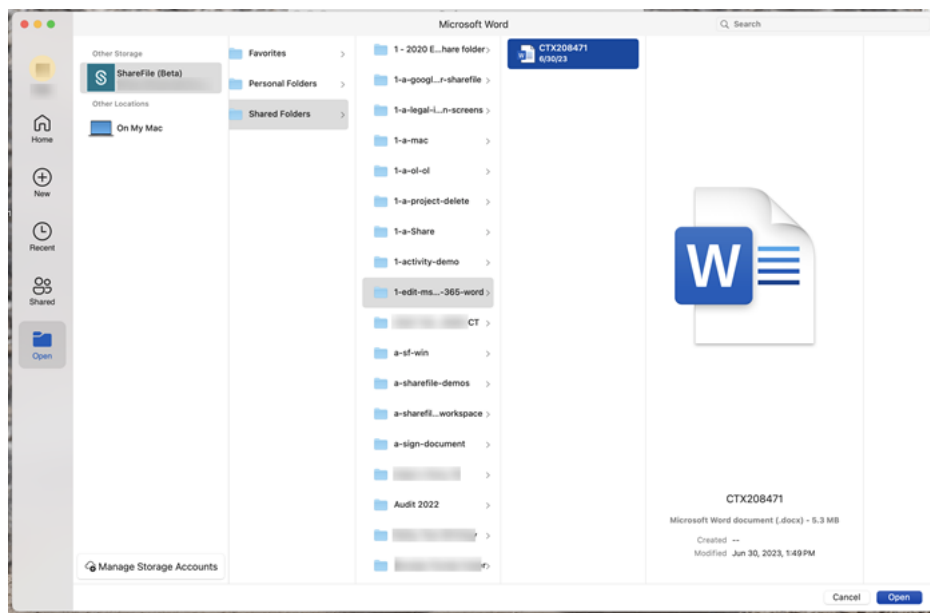 Microsoft Word
Search
Home
New
Recent
Shared
Open
Other Storage
ShareFile (Beta)
Other Locations
On My Mac
Manage Storage Accounts
Favorites
Personal Folders
Shared Folders
1 - 2020 E...hare folder
1-a-googl...r-sharefile
1-a-legal-i...n-screens
1-a-mac
1-a-ol-ol
1-a-project-delete
1-a-Share
1-activity-demo
1-edit-ms...-365-word
CT
a-sf-win
a-sharefile-demos
a-sharefil...workspace
a-sign-document
Audit 2022
CTX208471
6/30/23
W
W
CTX208471
Microsoft Word document (.docx) - 5.3 MB
Created --
Modified Jun 30, 2023, 1:49 PM
Cancel
Open